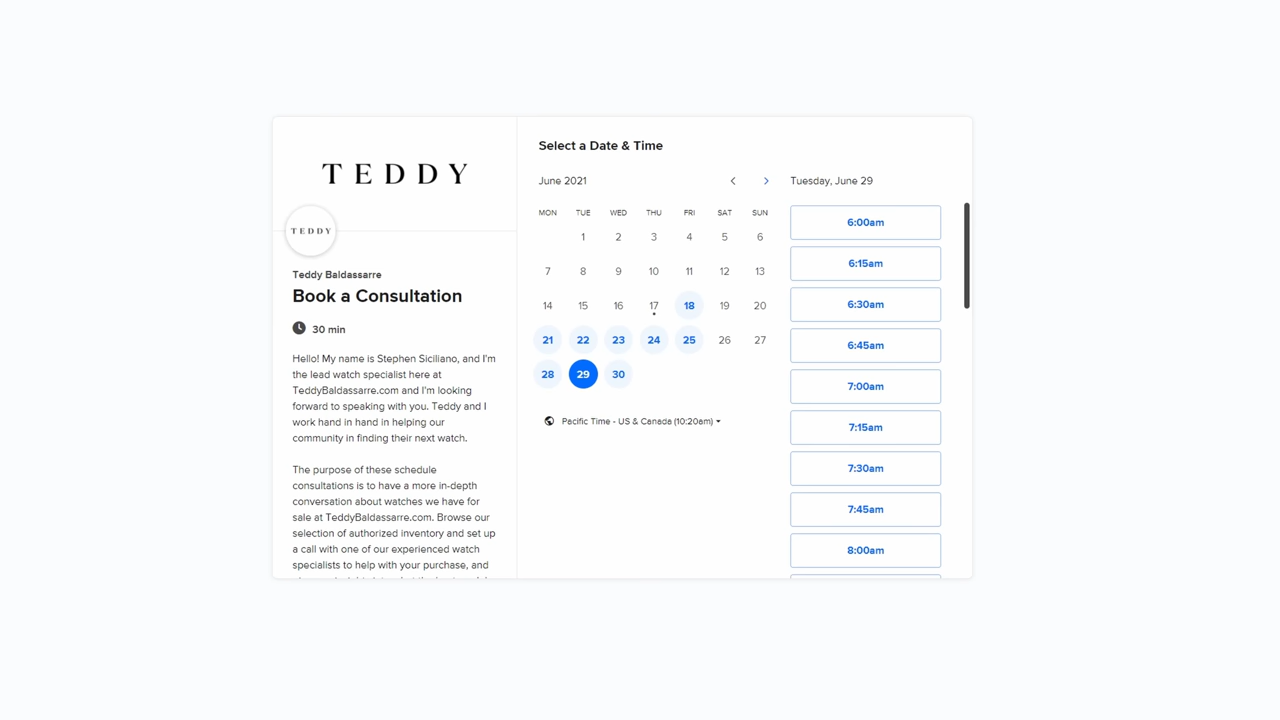 TEDDY
TEDDY
Teddy Baldassarre
Book a Consultation
30 min
Hello! My name is Stephen Siciliano, and I'm
the lead watch specialist here at
TeddyBaldassarre.com and I'm looking
forward to speaking with you. Teddy and I
work hand in hand in helping our
community in finding their next watch.
The purpose of these schedule
consultations is to have a more in-depth
conversation about watches we have for
sale at TeddyBaldassarre.com. Browse our
selection of authorized inventory and set up
a call with one of our experienced watch
specialists to help with your purchase, and
Select a Date & Time
June 2021
MON TUE WED THU FRI SAT SUN
1 2 3 4 5 6
7 8 9 10 11 12 13
14 15 16 17 18 19 20
21 22 23 24 25 26 27
28 29 30
Pacific Time - US & Canada (10:20am)
Tuesday, June 29
6:00am
6:15am
6:30am
6:45am
7:00am
7:15am
7:30am
7:45am
8:00am